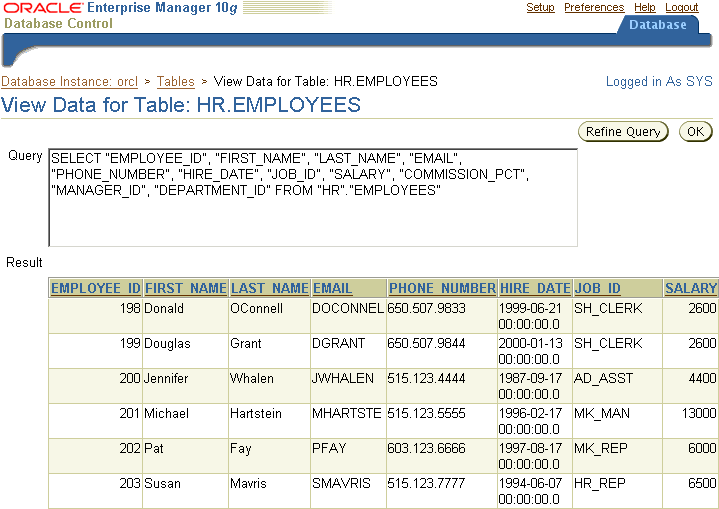 ORACLE Enterprise Manager 10g
Database Control
Setup Preferences Help Logout
Database
Database Instance: orcl > Tables > View Data for Table: HR.EMPLOYEES
Logged in As SYS
View Data for Table: HR.EMPLOYEES
Refine Query OK
Query
SELECT "EMPLOYEE_ID", "FIRST_NAME", "LAST_NAME", "EMAIL",
"PHONE_NUMBER", "HIRE_DATE", "JOB_ID", "SALARY", "COMMISSION_PCT",
"MANAGER_ID", "DEPARTMENT_ID" FROM "HR"."EMPLOYEES"
Result
EMPLOYEE_ID FIRST_NAME LAST_NAME EMAIL PHONE_NUMBER HIRE_DATE JOB_ID SALARY
198 Donald OConnell DOCONNEL 650.507.9833 1999-06-21 SH_CLERK 2600
00:00:00.0
199 Douglas Grant DGRANT 650.507.9844 2000-01-13 SH_CLERK 2600
00:00:00.0
200 Jennifer Whalen JWHALEN 515.123.4444 1987-09-17 AD_ASST 4400
00:00:00.0
201 Michael Hartstein MHARTSTE 515.123.5555 1996-02-17 MK_MAN 13000
00:00:00.0
202 Pat Fay PFAY 603.123.6666 1997-08-17 MK_REP 6000
00:00:00.0
203 Susan Mavris SMAVRIS 515.123.7777 1994-06-07 HR_REP 6500
00:00:00.0